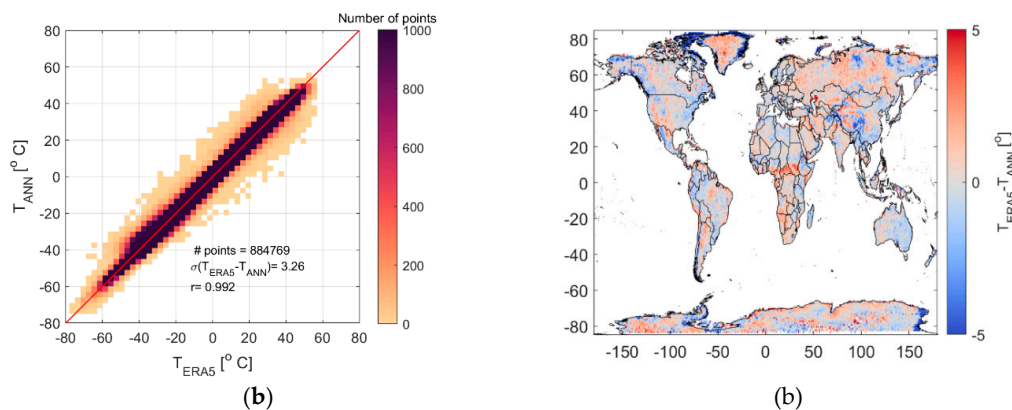 Number of points
80
60
40
20
0
-20
-40
-60
-80
-80 -60 -40 -20 0 20 40 60 80
T_ANN [° C]
T_ERA5 [° C]
# points = 884769
σ(T_ERA5-T_ANN)= 3.26
r= 0.992
1000
800
600
400
200
0
(b)
80
60
40
20
0
-20
-40
-60
-80
-150 -100 -50 0 50 100 150
5
0
-5
T_ERA5-T_ANN [°]
(b)